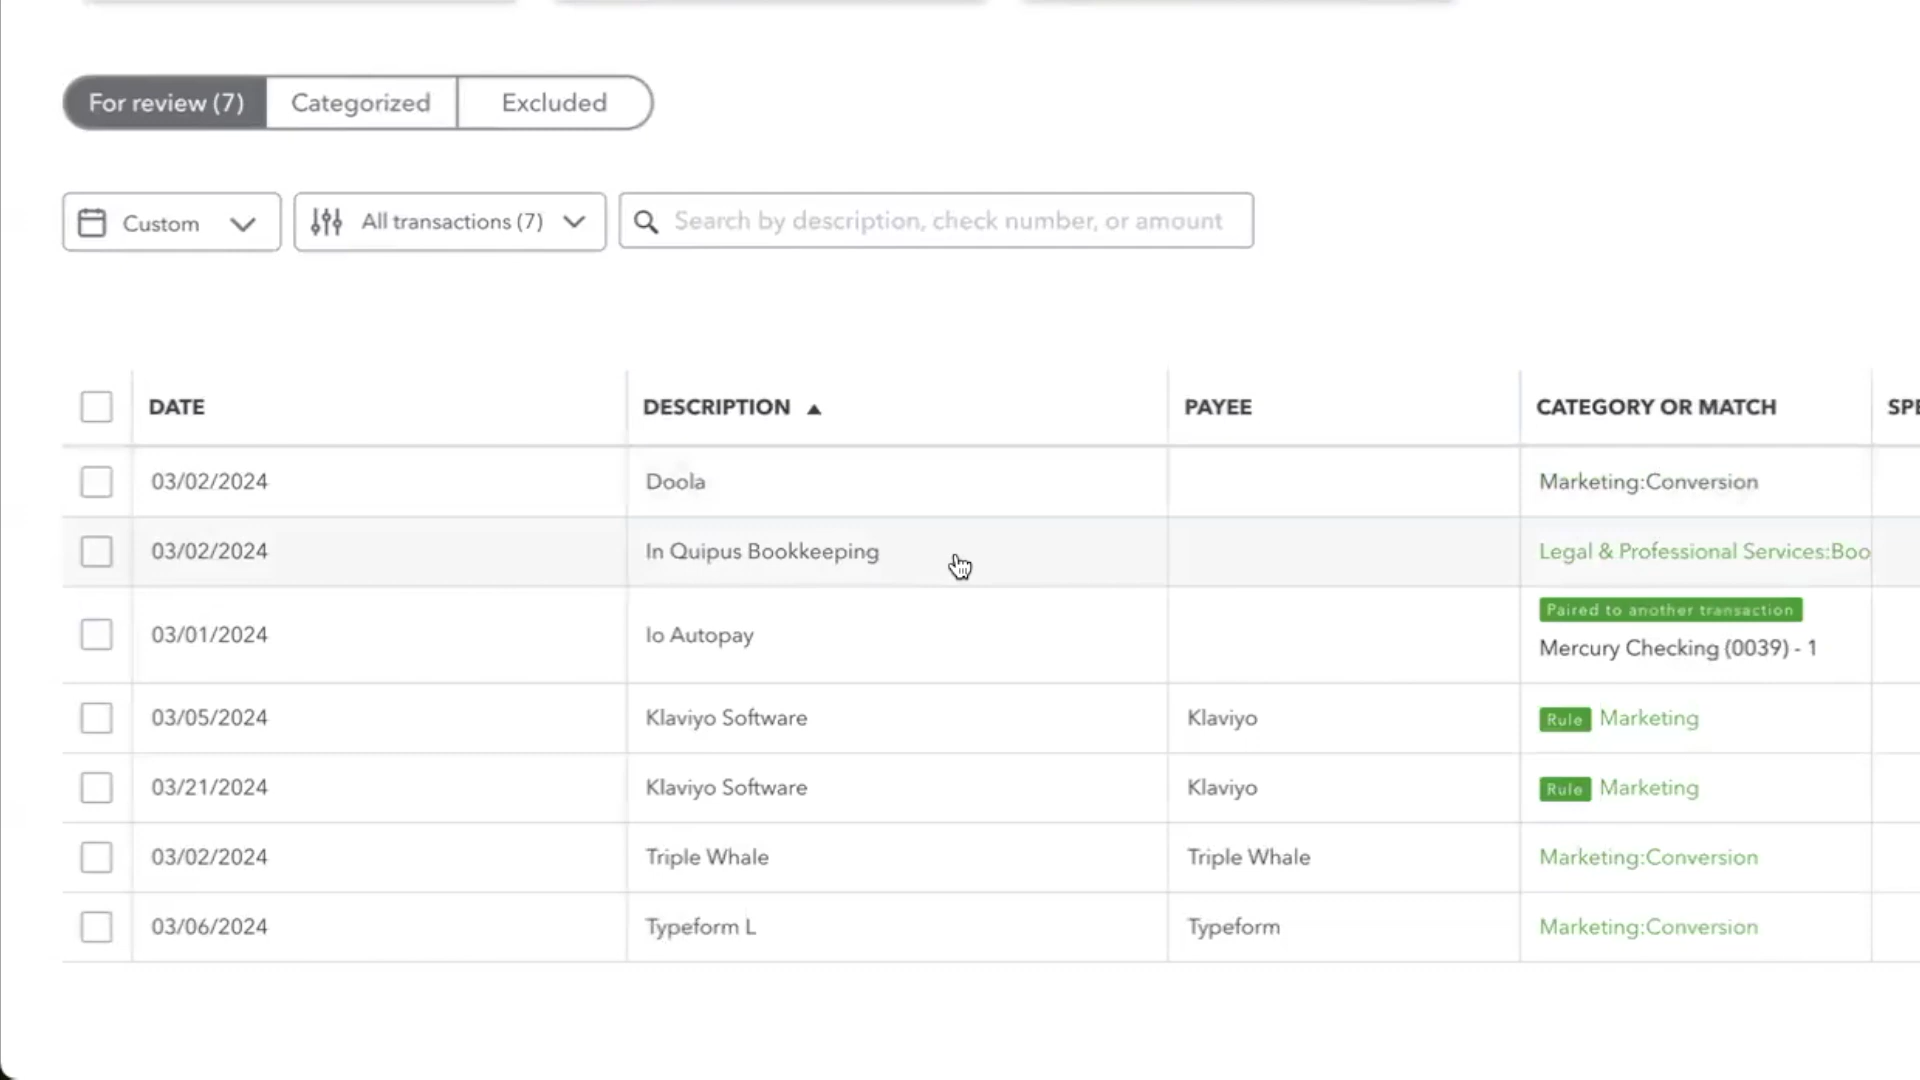 For review (7) Categorized Excluded
Custom All transactions (7) Search by description, check number, or amount
DATE DESCRIPTION PAYEE CATEGORY OR MATCH SPE
03/02/2024 Doola Marketing:Conversion
03/02/2024 In Quipus Bookkeeping Legal & Professional Services:Boo
Paired to another transaction
03/01/2024 Io Autopay Mercury Checking (0039) - 1
03/05/2024 Klaviyo Software Klaviyo Rule Marketing
03/21/2024 Klaviyo Software Klaviyo Rule Marketing
03/02/2024 Triple Whale Triple Whale Marketing:Conversion
03/06/2024 Typeform L Typeform Marketing:Conversion